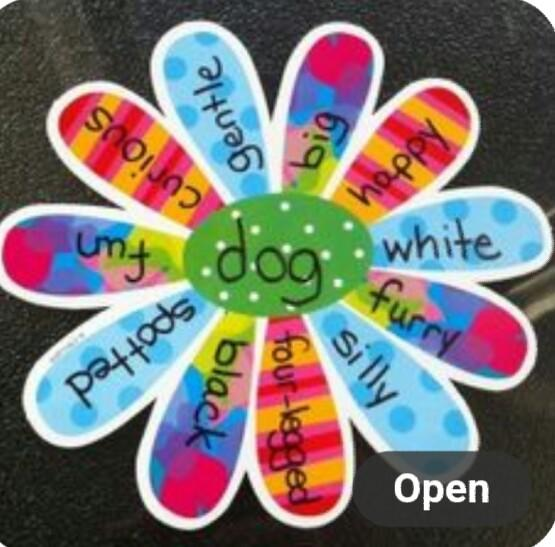 dog
big
happy
white
furry
silly
four-legged
black
spotted
fun
curious
gentle
Open